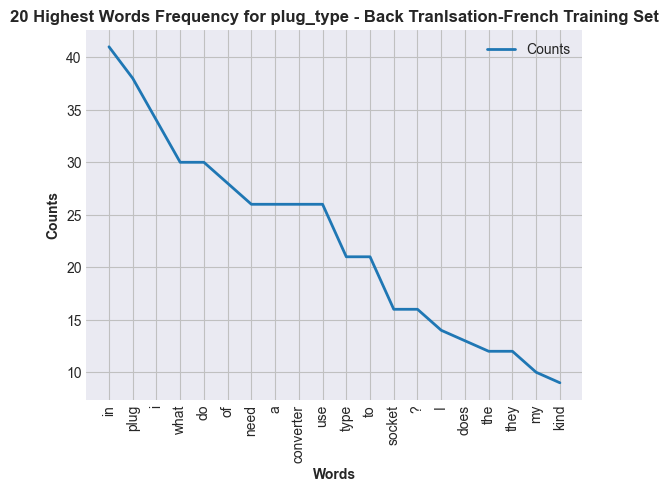 20 Highest Words Frequency for plug_type - Back Tranlsation-French Training Set
Counts
40
35
30
25
20
15
10
Counts
in
plug
i
what
do
of
need
a
converter
use
type
to
socket
?
I
does
the
they
my
kind
Words